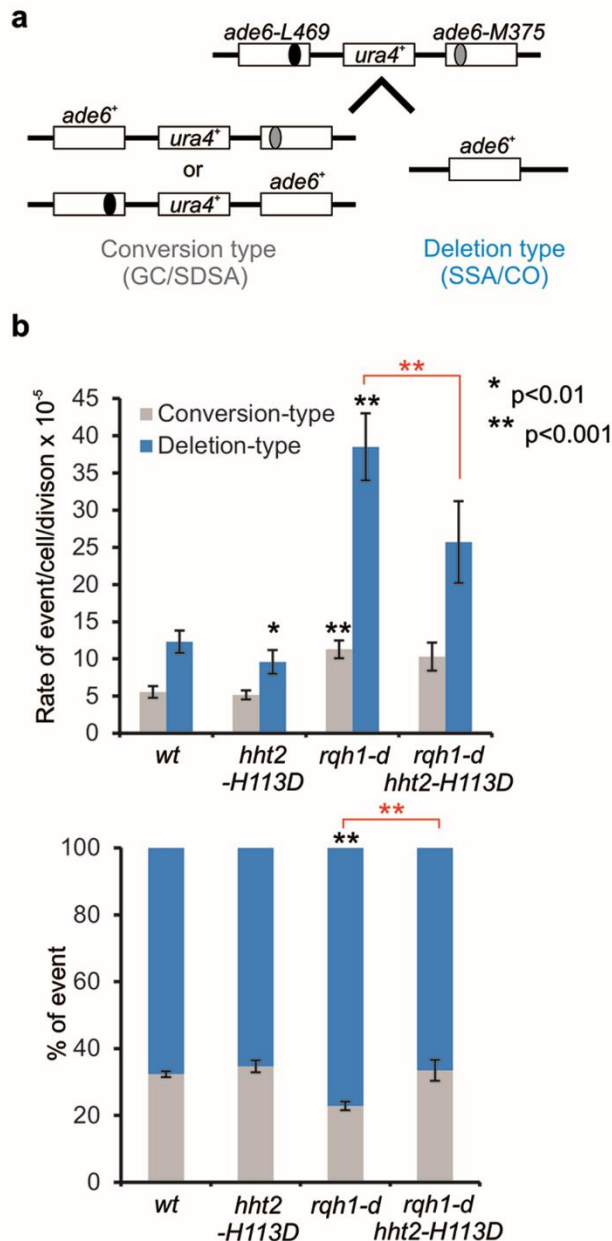 a
ade6-L469 ura4⁺ ade6-M375
ade6⁺ ura4⁺
or
ura4⁺ ade6⁺
ade6⁺
Conversion type
(GC/SDSA)
Deletion type
(SSA/CO)
b
Rate of event/cell/divison x 10⁻⁵
45
40
35
30
25
20
15
10
5
0
Conversion-type
Deletion-type
*
**
**
**
* p<0.01
** p<0.001
wt
hht2
-H113D
rqh1-d
rqh1-d
hht2-H113D
% of event
100
80
60
40
20
0
**
**
wt
hht2
-H113D
rqh1-d
rqh1-d
hht2-H113D